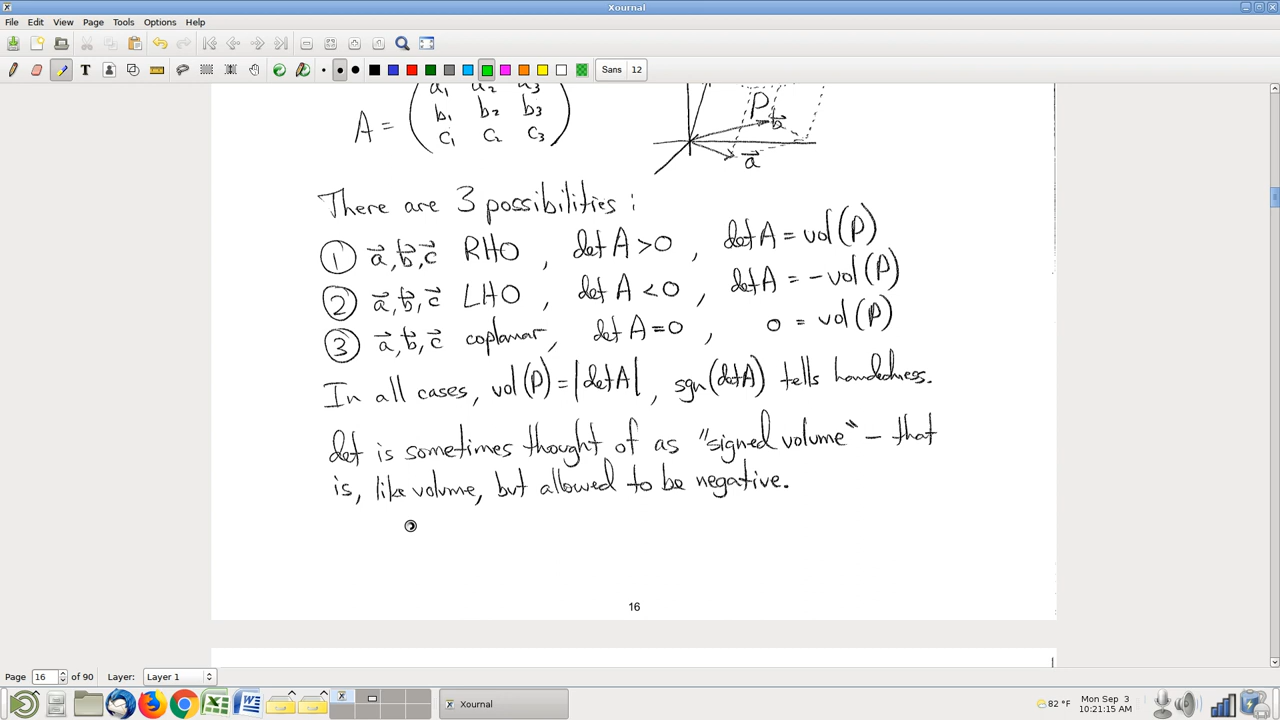 Xournal
File Edit View Page Tools Options Help
Sans 12
a₁ a₂ a₃
A = b₁ b₂ b₃
c₁ c₂ c₃
P
b⃗
a⃗
There are 3 possibilities:
① a⃗, b⃗, c⃗ RHO, det A > 0, det A = vol(P)
② a⃗, b⃗, c⃗ LHO, det A < 0, det A = -vol(P)
③ a⃗, b⃗, c⃗ coplanar, det A = 0, 0 = vol(P)
In all cases, vol(P) = |det A|, sgn(det A) tells handedness.
det is sometimes thought of as "signed volume" – that
is, like volume, but allowed to be negative.
16
Page 16 of 90 Layer: Layer 1
82 °F
Xournal
Mon Sep 3
10:21:15 AM